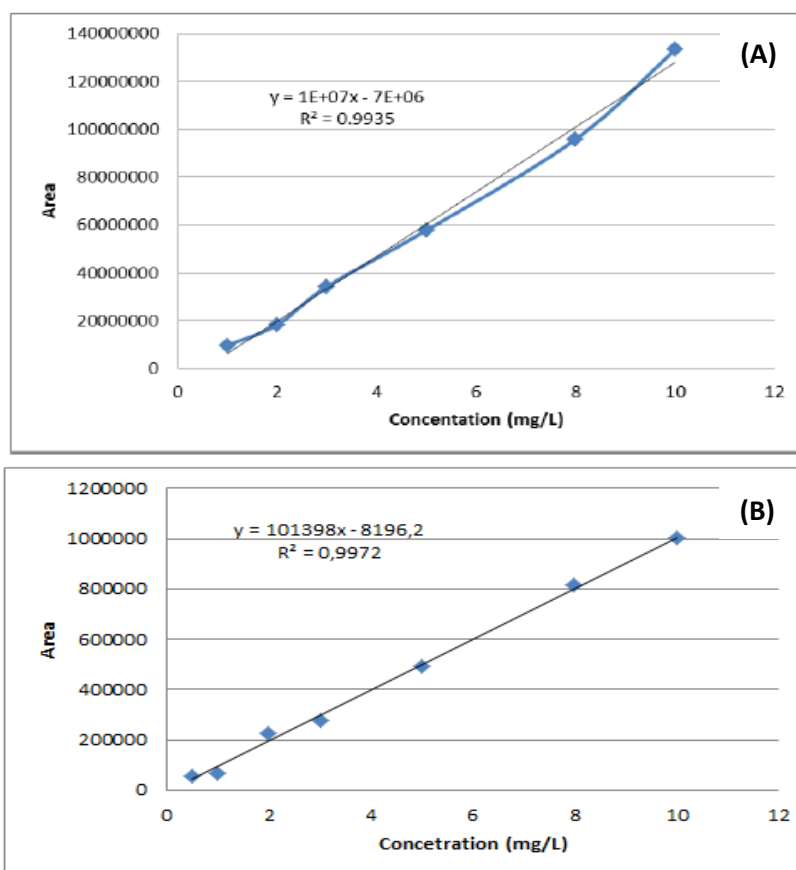 (A)
140000000
120000000
100000000
80000000
60000000
40000000
20000000
0
y = 1E+07x - 7E+06
R² = 0.9935
Area
0 2 4 6 8 10 12
Concentation (mg/L)
(B)
1200000
1000000
800000
600000
400000
200000
0
y = 101398x - 8196,2
R² = 0,9972
Area
0 2 4 6 8 10 12
Concetration (mg/L)